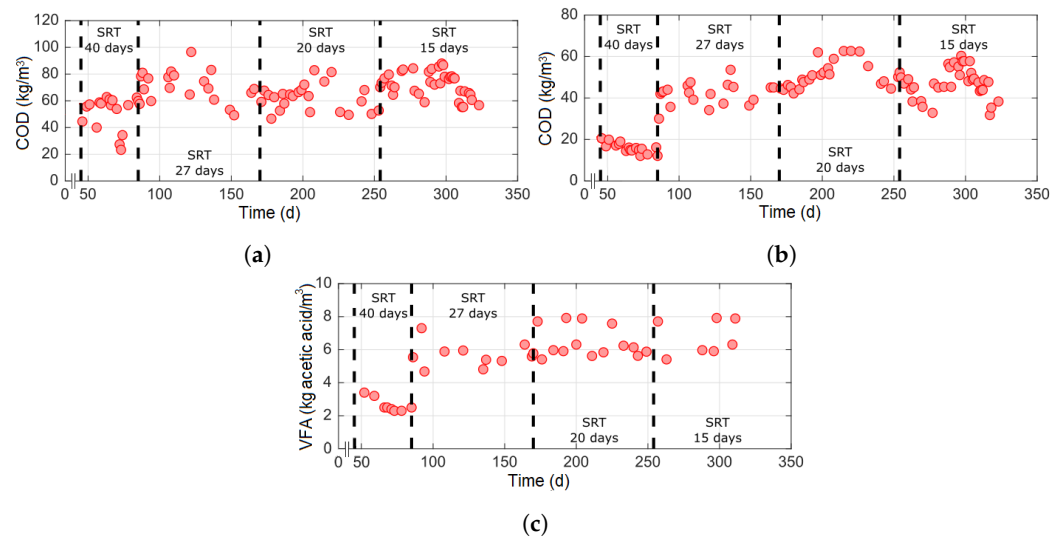 120
100
80
60
40
20
0
COD (kg/m³)
SRT
40 days
SRT
27 days
SRT
20 days
SRT
15 days
0 50 100 150 200 250 300 350
Time (d)
(a)
80
60
40
20
0
COD (kg/m³)
SRT
40 days
SRT
27 days
SRT
20 days
SRT
15 days
0 50 100 150 200 250 300 350
Time (d)
(b)
10
8
6
4
2
0
VFA (kg acetic acid/m³)
SRT
40 days
SRT
27 days
SRT
20 days
SRT
15 days
0 50 100 150 200 250 300 350
Time (d)
(c)